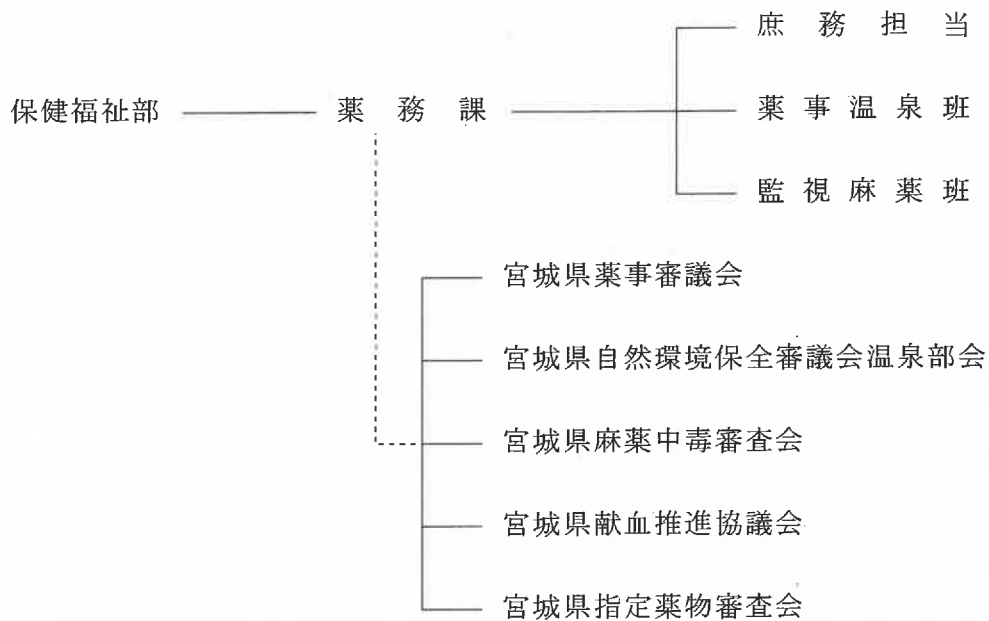 庶務担当
保健福祉部
薬務課
薬事温泉班
監視麻薬班
宮城県薬事審議会
宮城県自然環境保全審議会温泉部会
宮城県麻薬中毒審査会
宮城県献血推進協議会
宮城県指定薬物審査会